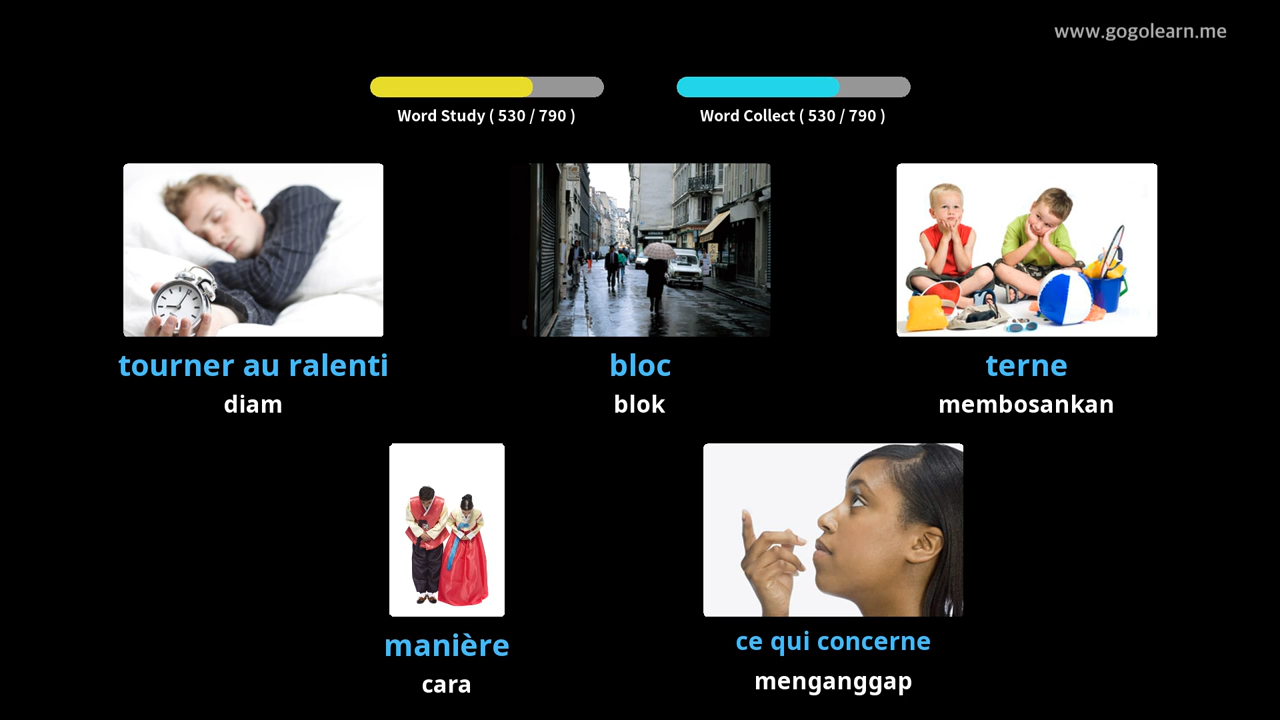 www.gogolearn.me
Word Study ( 530 / 790 )
Word Collect ( 530 / 790 )
tourner au ralenti
diam
bloc
blok
terne
membosankan
manière
cara
ce qui concerne
menganggap